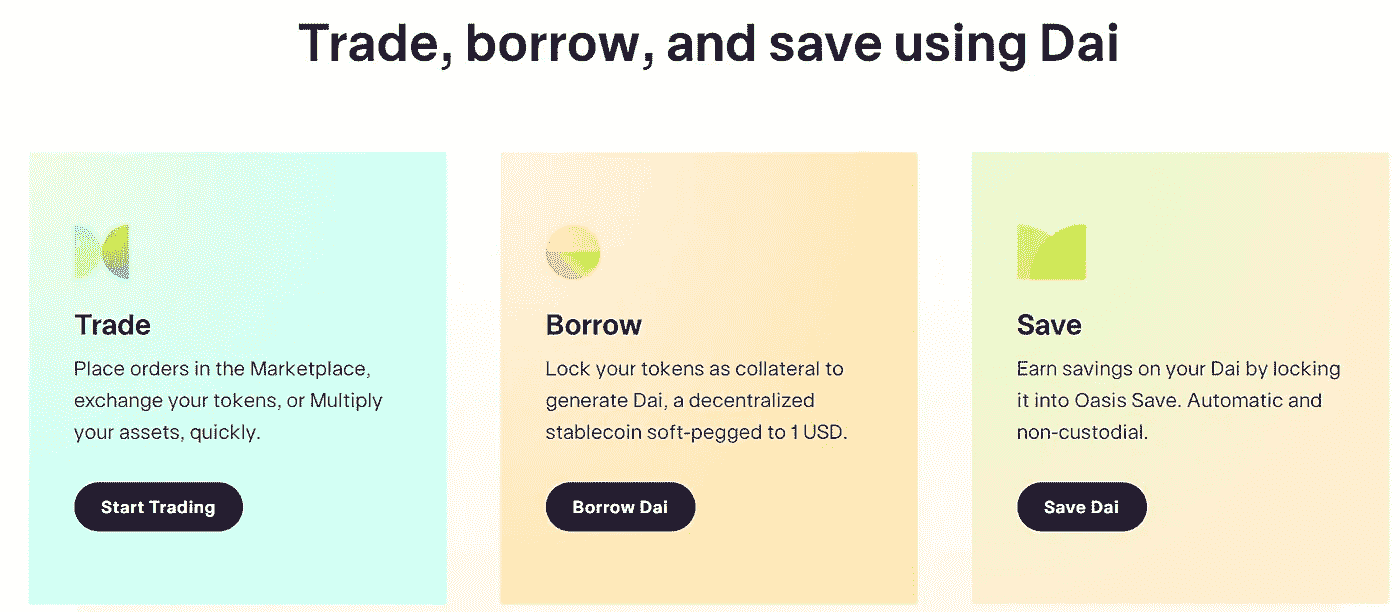 Trade, borrow, and save using Dai
Trade
Place orders in the Marketplace,
exchange your tokens, or Multiply
your assets, quickly.
Start Trading
Borrow
Lock your tokens as collateral to
generate Dai, a decentralized
stablecoin soft-pegged to 1 USD.
Borrow Dai
Save
Earn savings on your Dai by locking
it into Oasis Save. Automatic and
non-custodial.
Save Dai